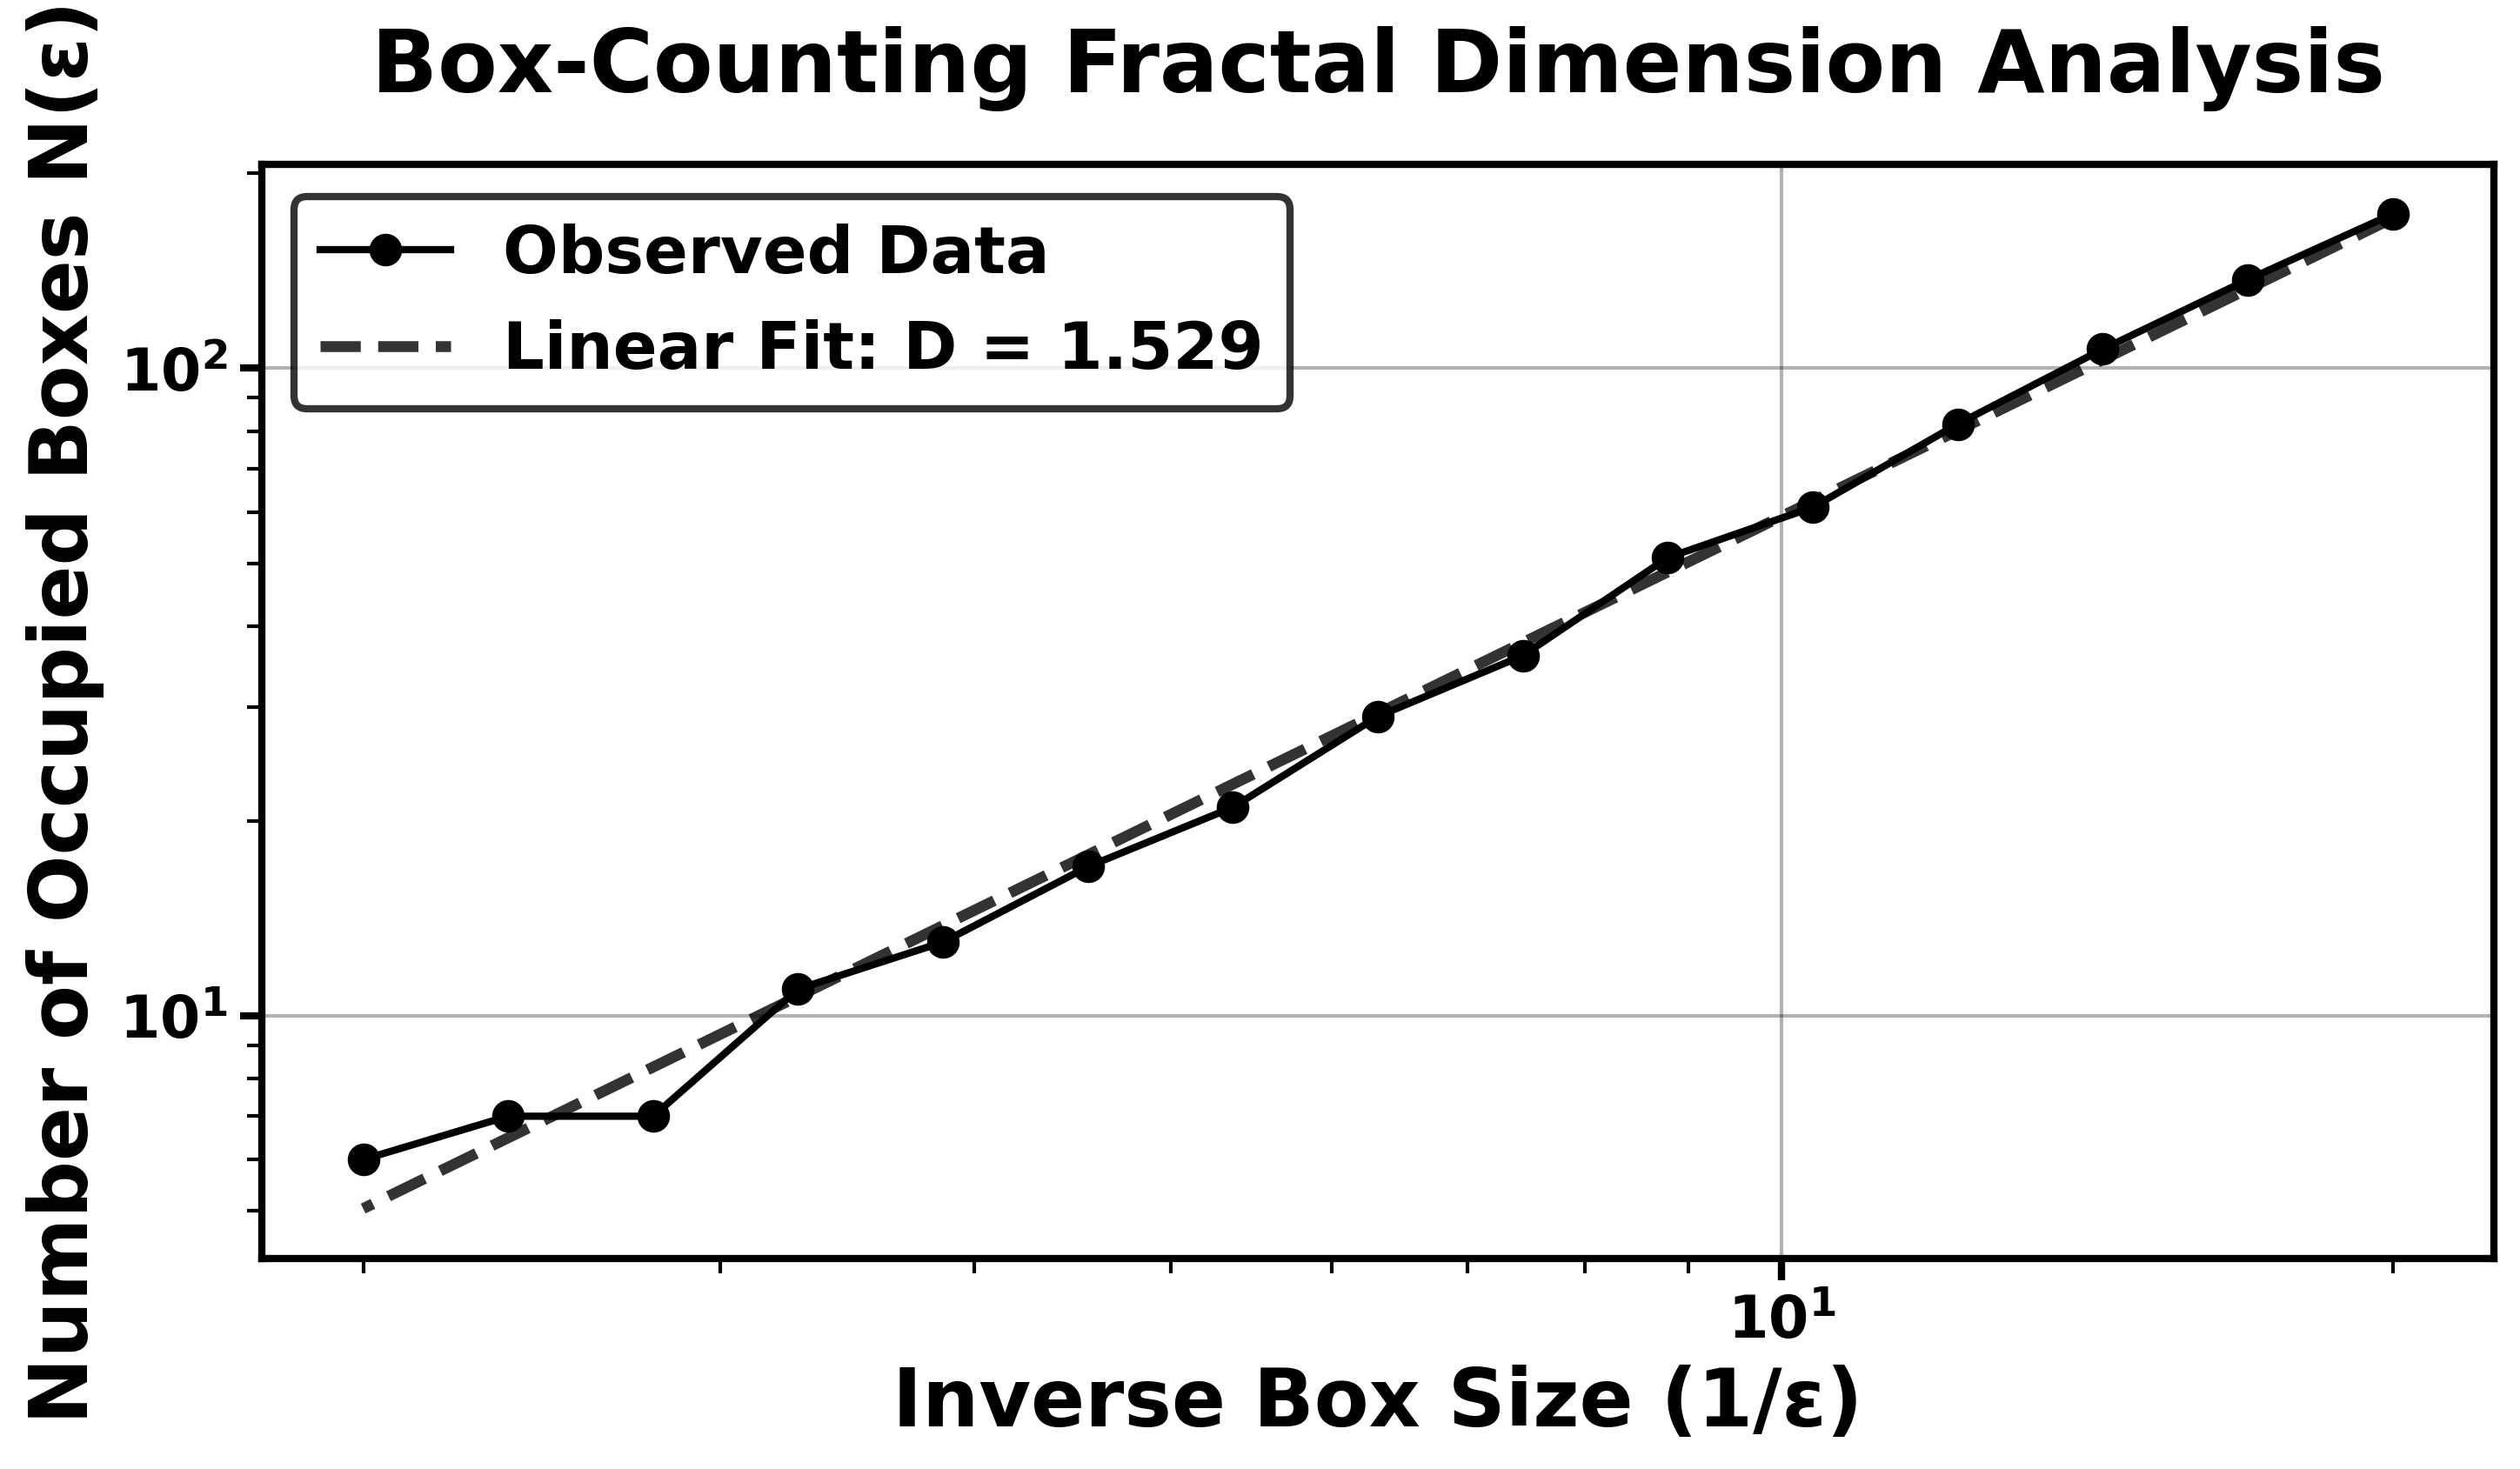 Box-Counting Fractal Dimension Analysis
Number of Occupied Boxes N(ε)
Observed Data
Linear Fit: D = 1.529
10²
10¹
10¹
Inverse Box Size (1/ε)